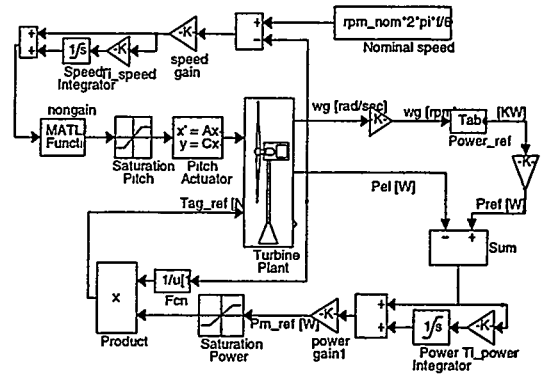 rpm_nom*2*pi*f/6
Nominal speed
+
−
-K-
speed
gain
+
+
1/s
-K-
Speed
Ti_speed
Integrator
nongain
MATL
Functi
Saturation
Pitch
x' = Ax-
y = Cx-
Pitch
Actuator
Turbine
Plant
wg [rad/sec]
-K-
wg [rpm
Tab
Power_ref
[KW]
-K-
Pel [W]
Pref [W]
−
+
Sum
Tag_ref [N
1/u[1
Fcn
x
Product
Saturation
Power
Pm_ref [W]
-K-
power
gain1
+
+
1/s
-K-
Power
Ti_power
Integrator